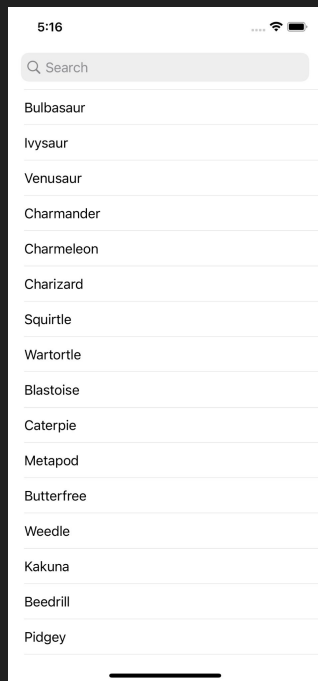 5:16
Search
Bulbasaur
Ivysaur
Venusaur
Charmander
Charmeleon
Charizard
Squirtle
Wartortle
Blastoise
Caterpie
Metapod
Butterfree
Weedle
Kakuna
Beedrill
Pidgey